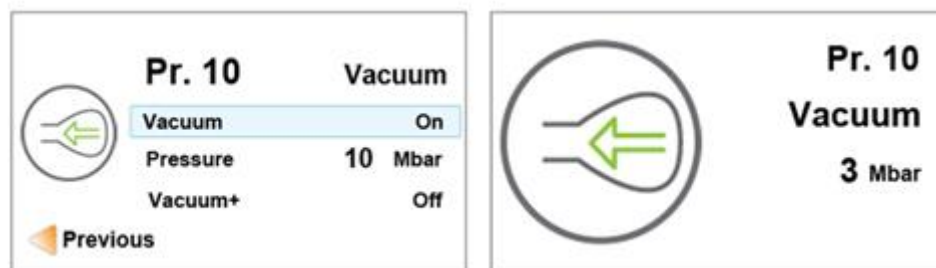 Pr. 10 Vacuum
Vacuum On
Pressure 10 Mbar
Vacuum+ Off
Previous
Pr. 10
Vacuum
3 Mbar